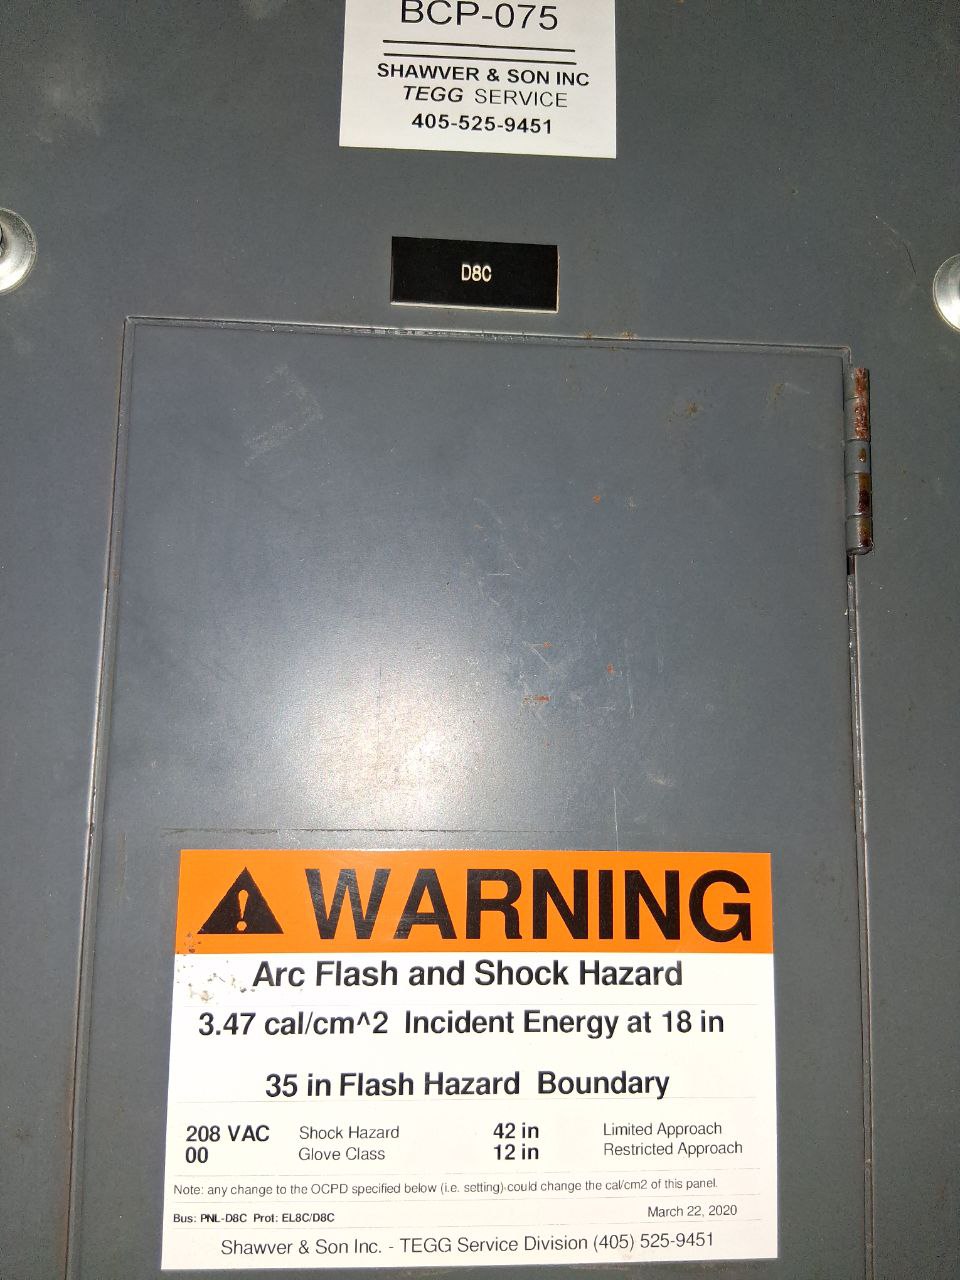 BCP-075
SHAWVER & SON INC
TEGG SERVICE
405-525-9451
D8C
WARNING
Arc Flash and Shock Hazard
3.47 cal/cm^2 Incident Energy at 18 in
35 in Flash Hazard Boundary
208 VAC Shock Hazard 42 in Limited Approach
00 Glove Class 12 in Restricted Approach
Note: any change to the OCPD specified below (i.e. setting) could change the cal/cm2 of this panel.
Bus: PNL-D8C Prot: EL8C/D8C March 22, 2020
Shawver & Son Inc. - TEGG Service Division (405) 525-9451